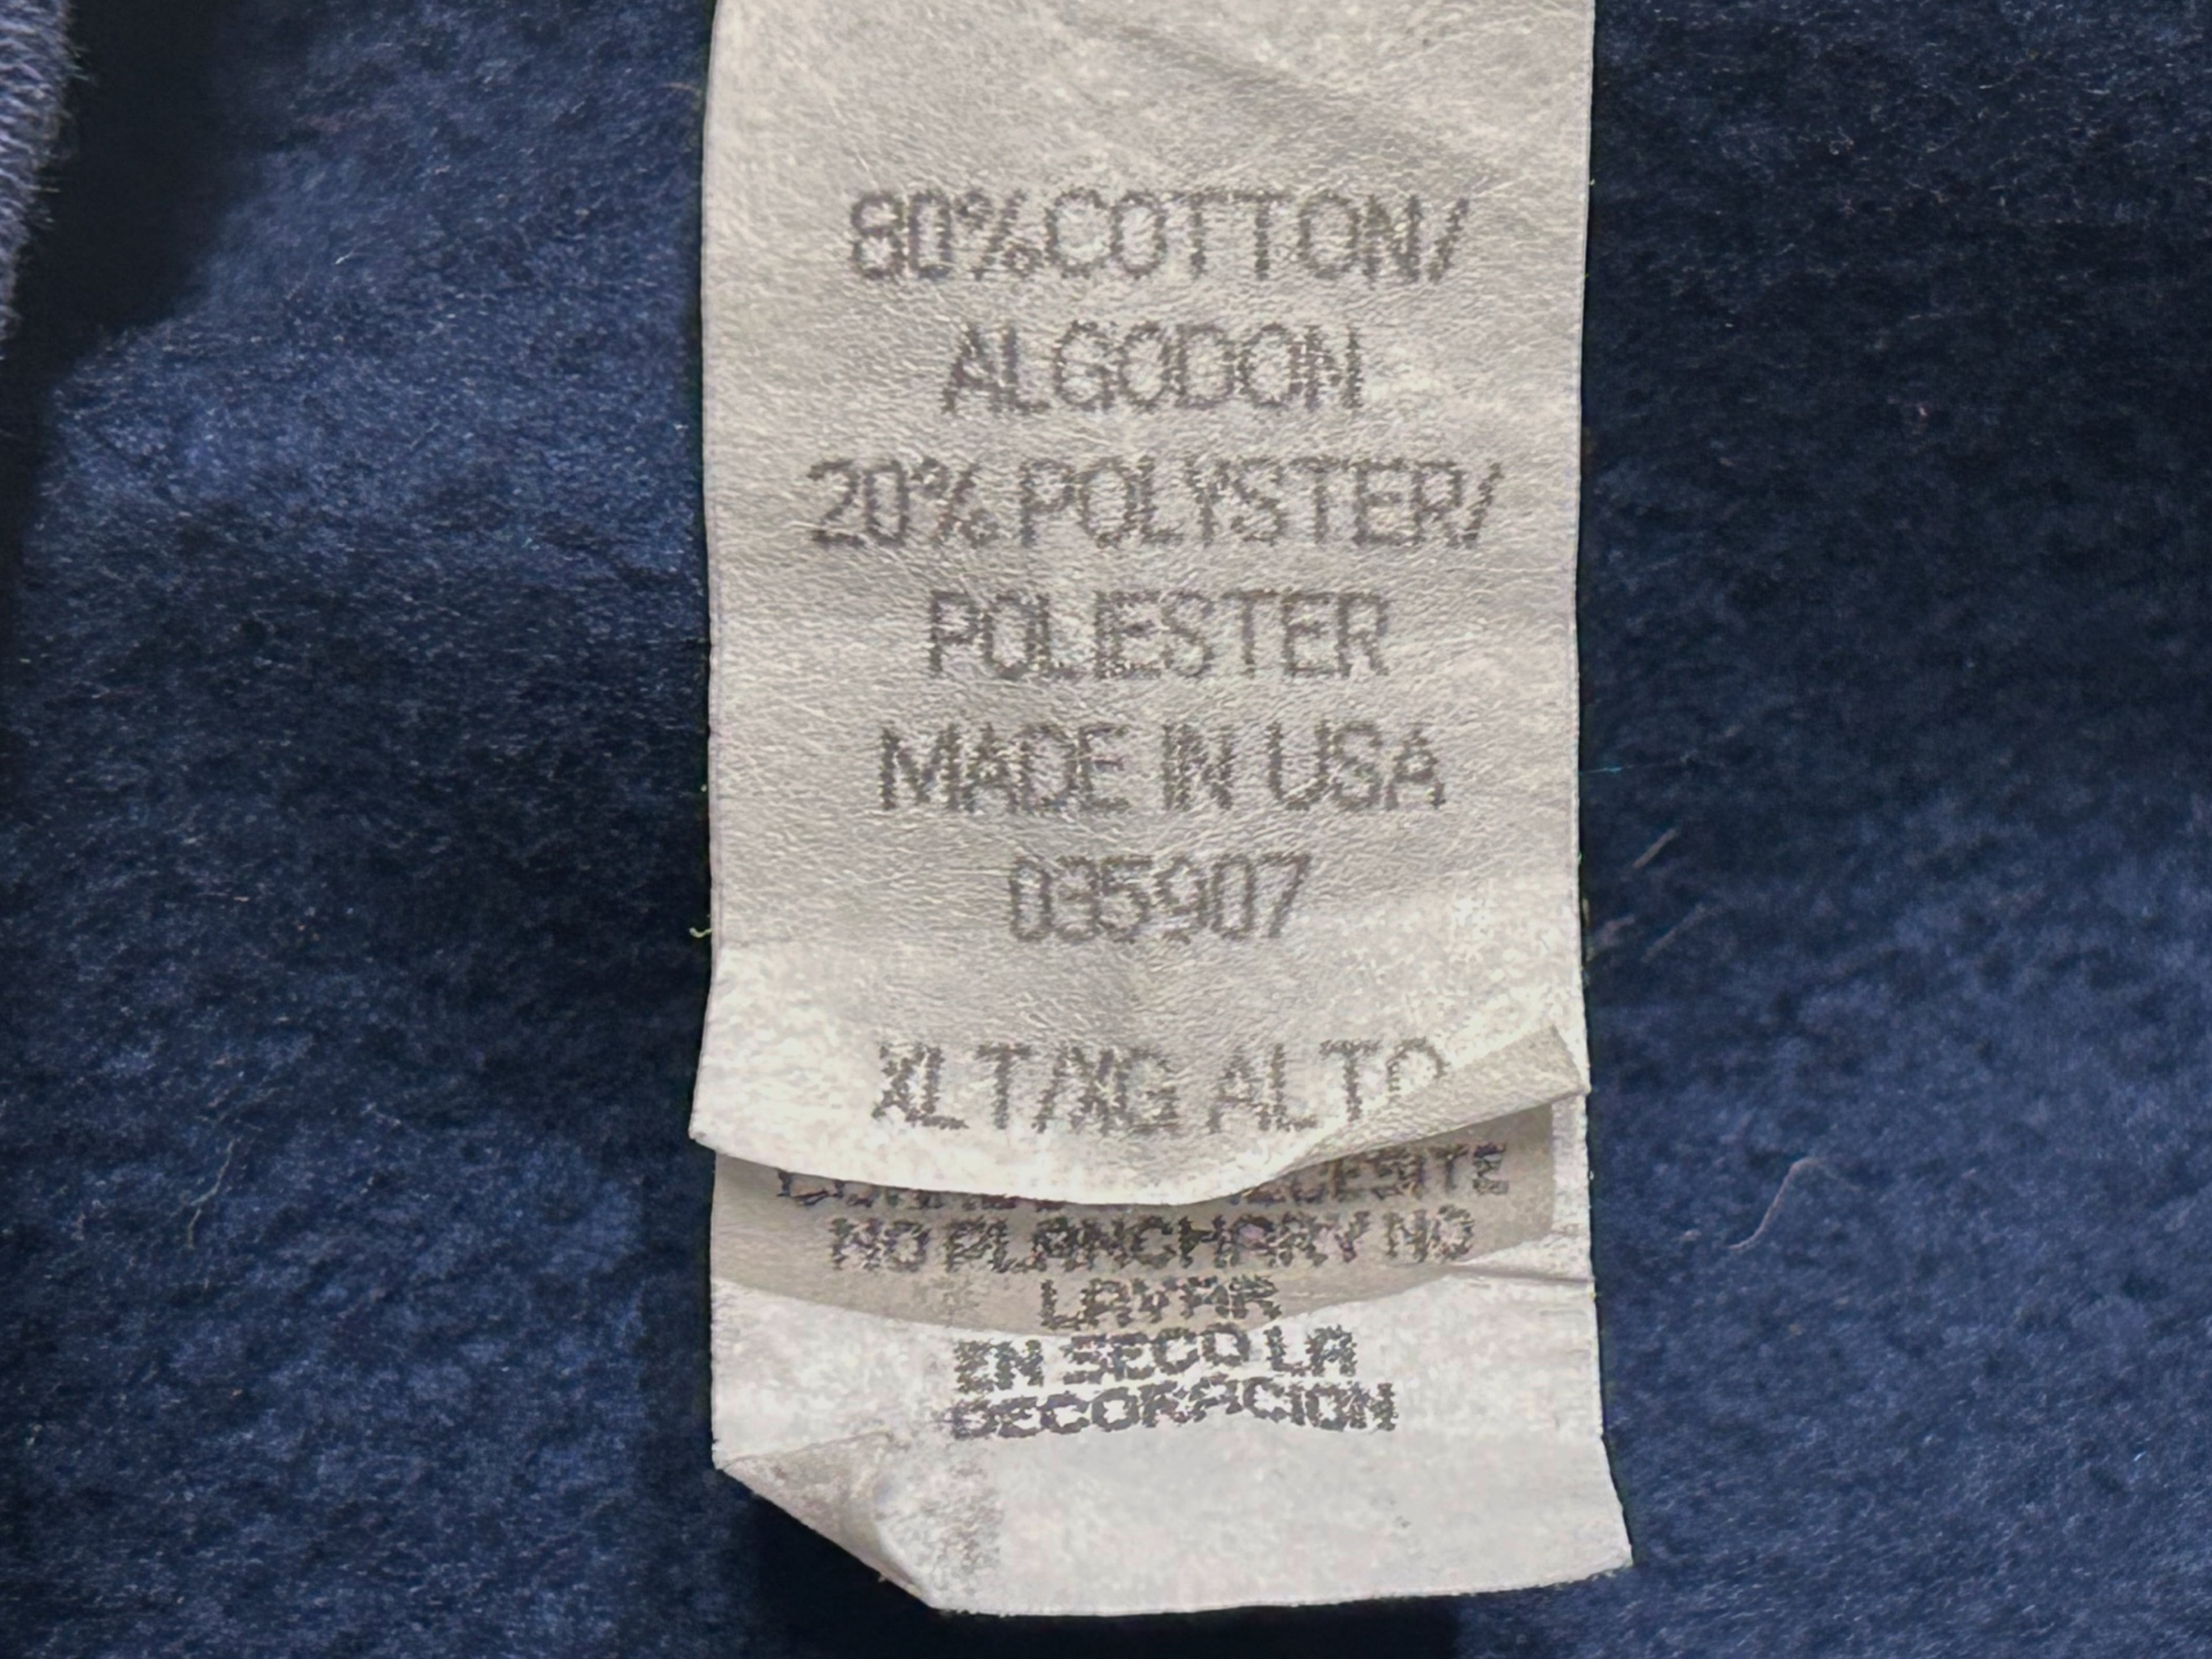 80%COTTON/
ALGODON
20% POLYSTER/
POLIESTER
MADE IN USA
035907
XLT/XG ALTO
NECESITE
NO PLANCHAR Y NO
LAVAR
EN SECO LA
DECORACION